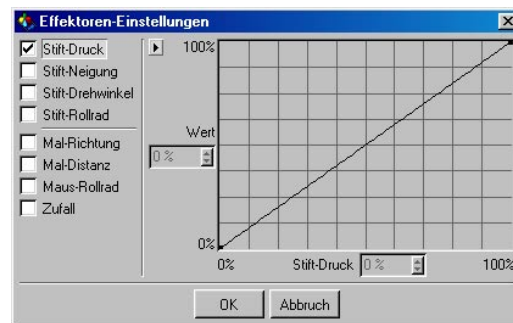 Effektoren-Einstellungen
Stift-Druck
Stift-Neigung
Stift-Drehwinkel
Stift-Rollrad
Mal-Richtung
Mal-Distanz
Maus-Rollrad
Zufall
100%
Wert
0 %
0%
0%
Stift-Druck 0 %
100%
OK
Abbruch